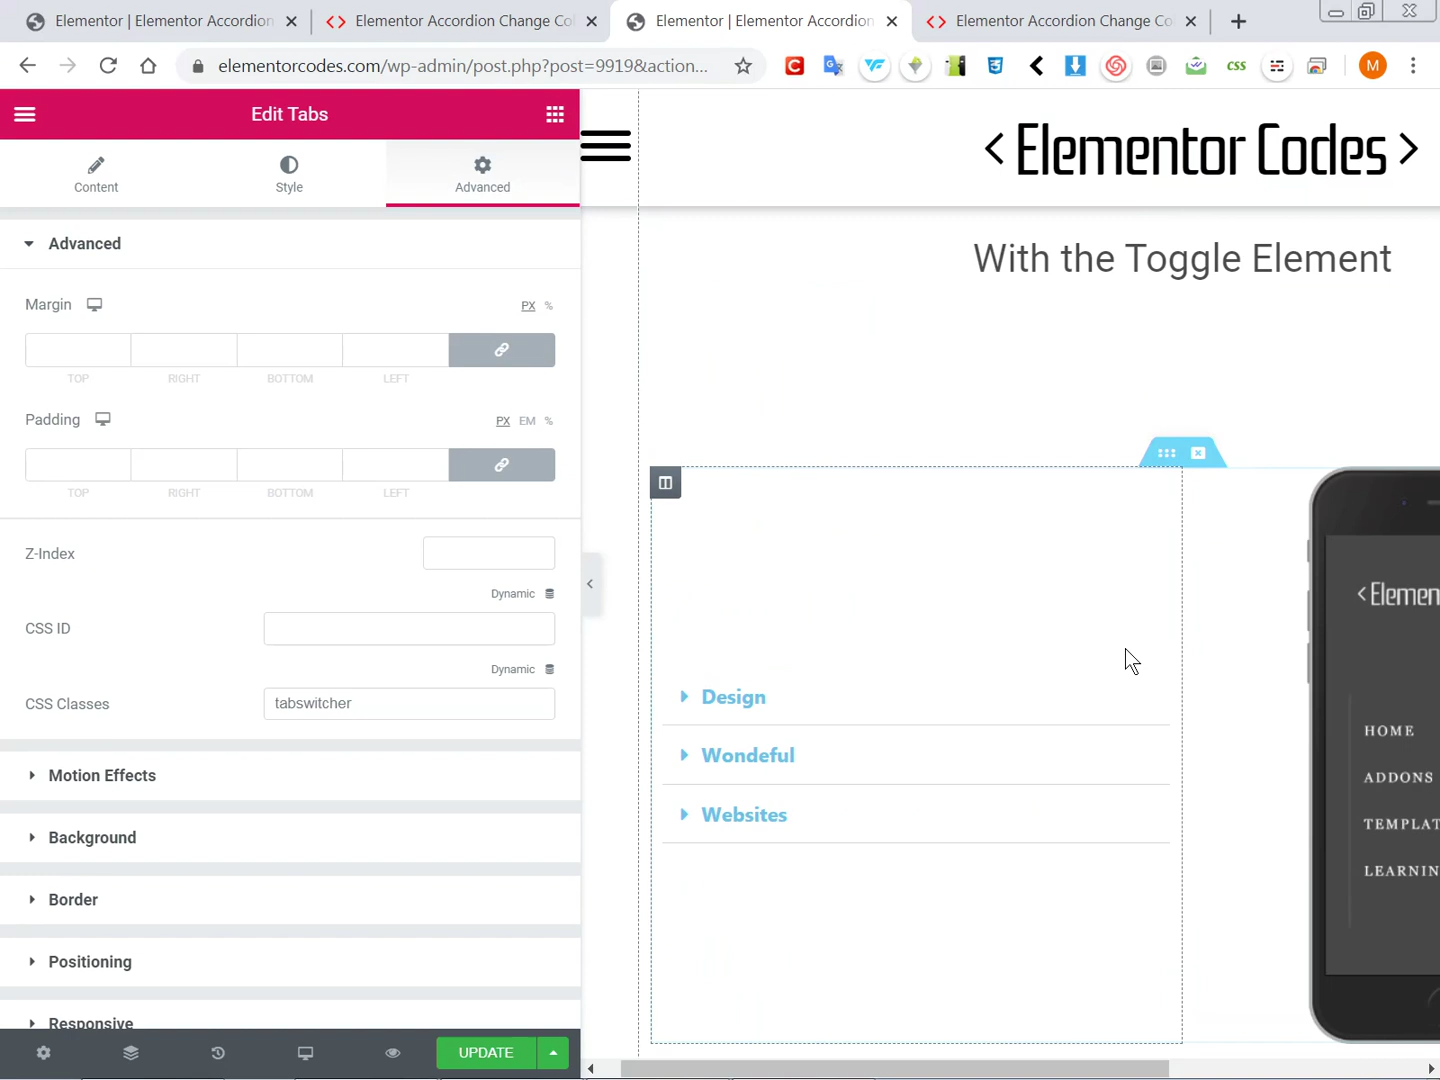 Elementor | Elementor Accordion
Elementor Accordion Change Co
Elementor | Elementor Accordion
Elementor Accordion Change Co
elementorcodes.com/wp-admin/post.php?post=9919&action...
css
M
Edit Tabs
Content
Style
Advanced
Advanced
Margin
PX %
TOP RIGHT BOTTOM LEFT
Padding
PX EM %
TOP RIGHT BOTTOM LEFT
Z-Index
Dynamic
CSS ID
Dynamic
CSS Classes
tabswitcher
Motion Effects
Background
Border
Positioning
Responsive
UPDATE
< Elementor Codes >
With the Toggle Element
Design
Wondeful
Websites
<Elemen
HOME
ADDONS
TEMPLAT
LEARNIN